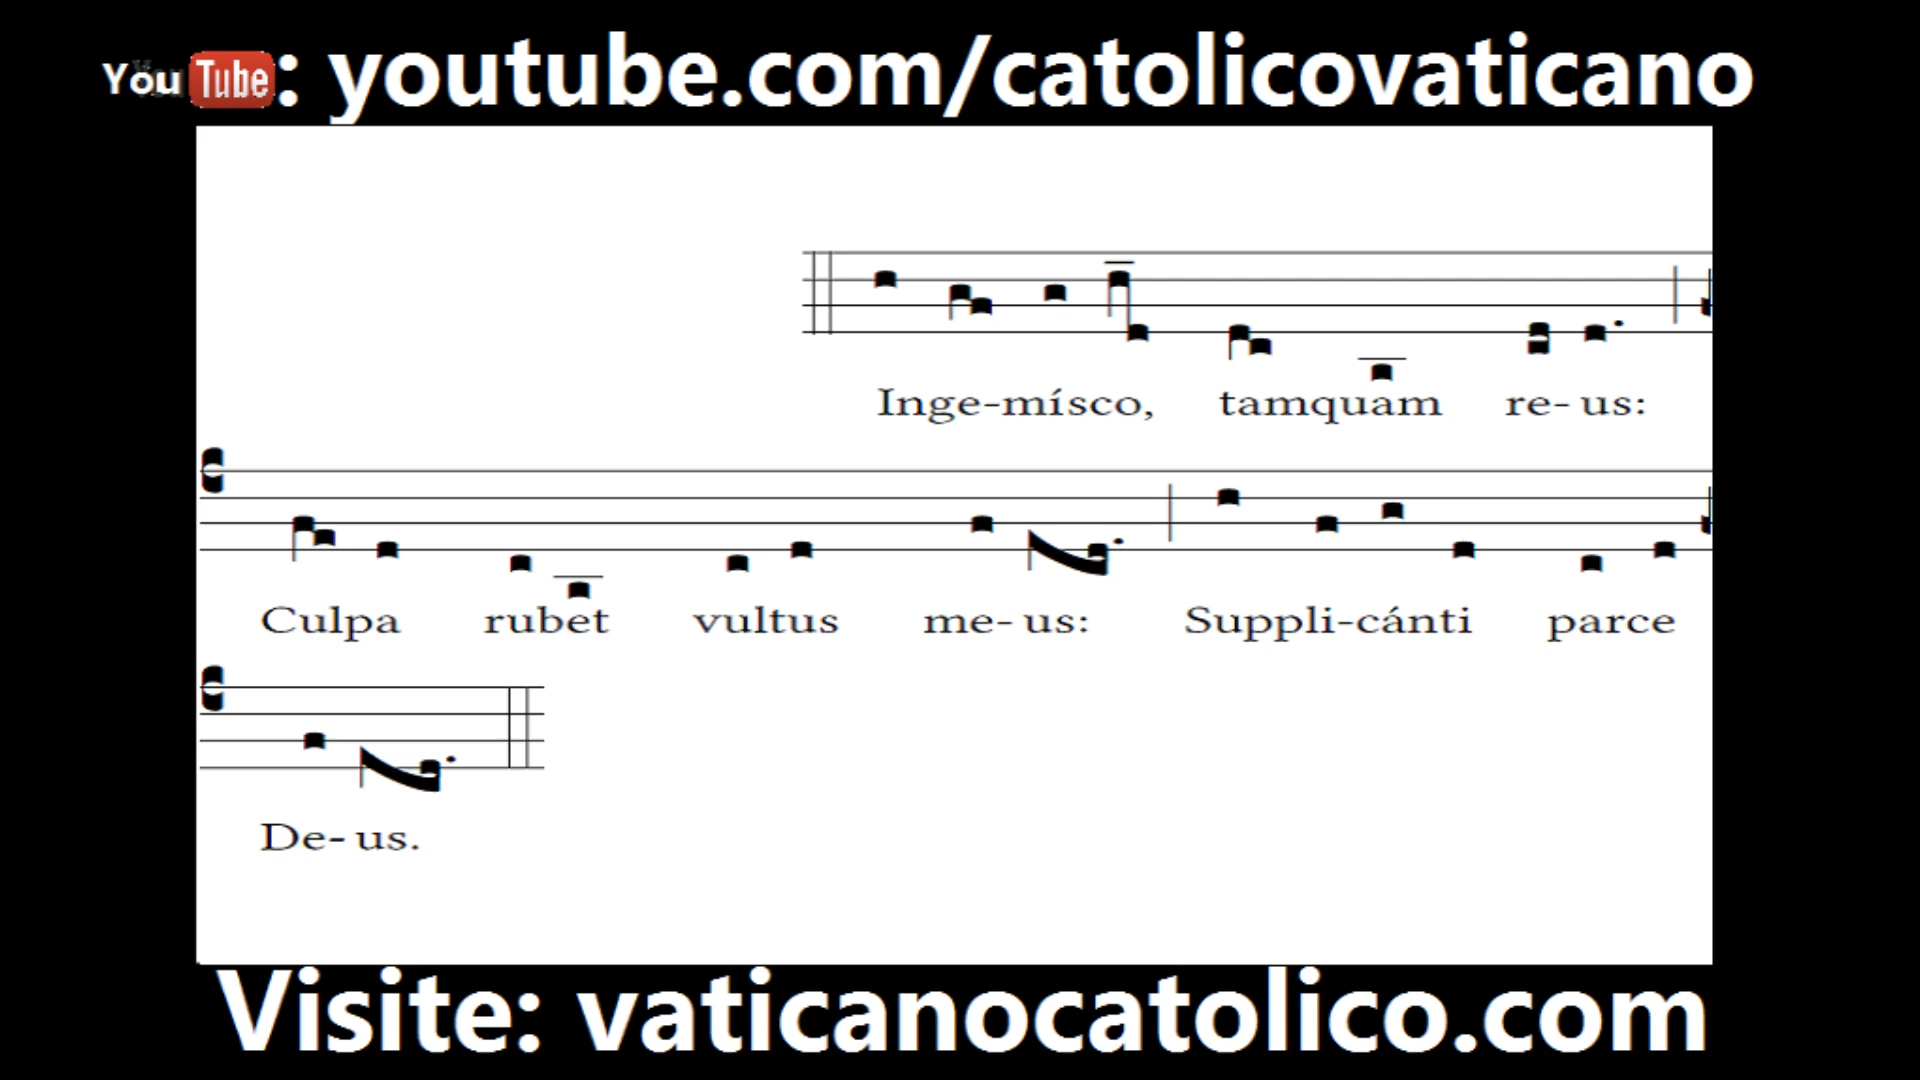 YouTube: youtube.com/catolicovaticano
Inge-mísco, tamquam re-us:
Culpa rubet vultus me-us: Suppli-cánti parce
De-us.
Visite: vaticanocatolico.com